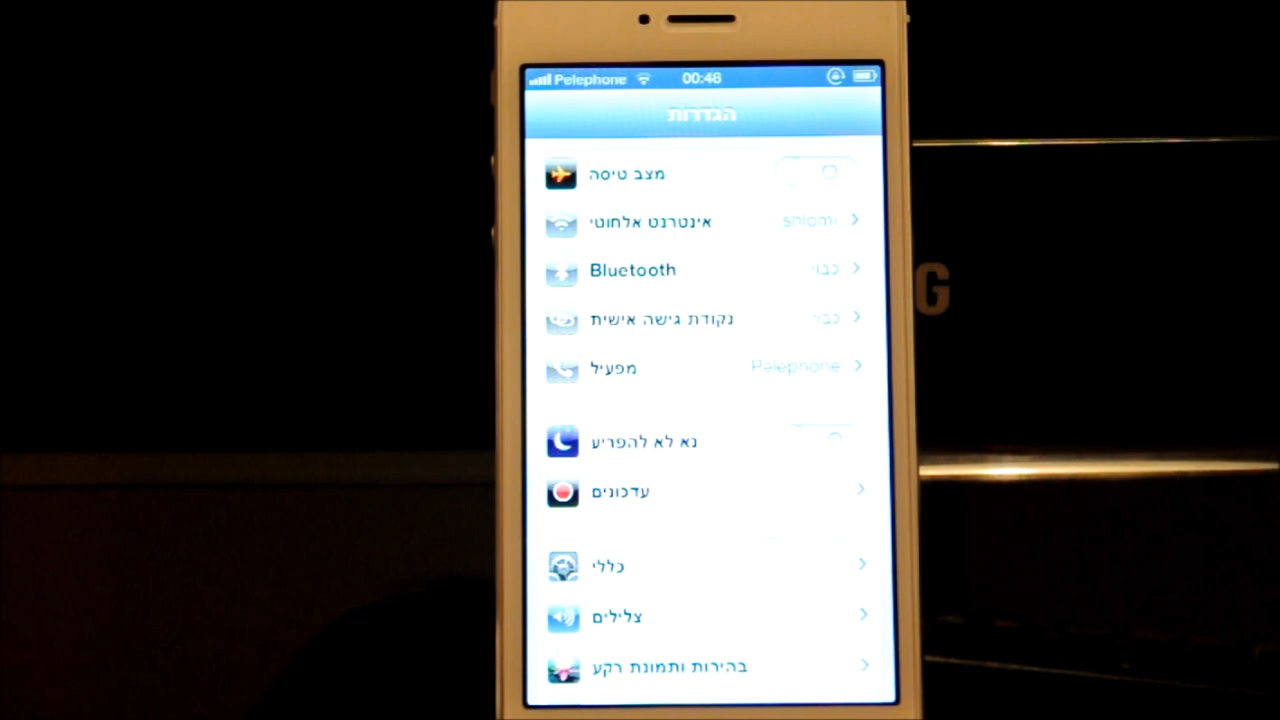 Pelephone 00:48
הגדרות
מצב טיסה
אינטרנט אלחוטי shlomi
Bluetooth כבוי
נקודת גישה אישית כבוי
מפעיל Pelephone
נא לא להפריע
עדכונים
כללי
צלילים
בהירות ותמונת רקע
G